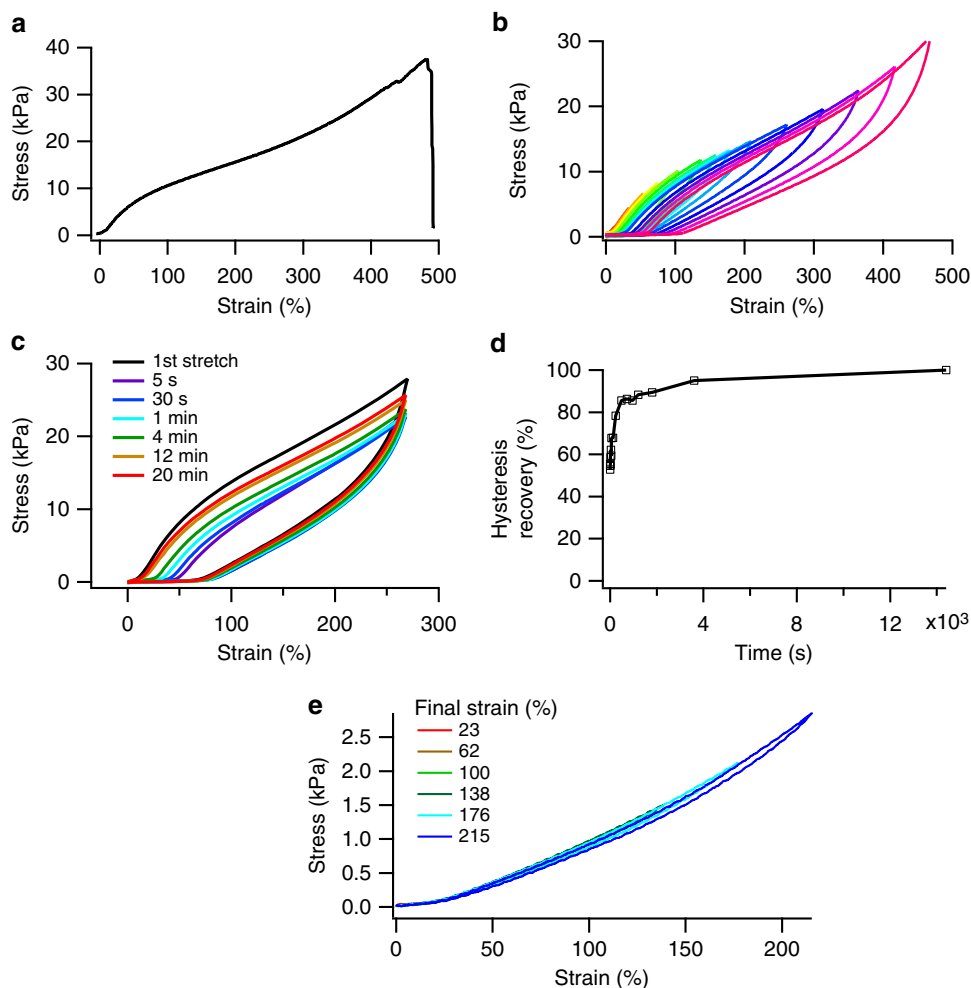 a
40
30
20
10
0
Stress (kPa)
0 100 200 300 400 500
Strain (%)
b
30
20
10
0
Stress (kPa)
0 100 200 300 400 500
Strain (%)
c
30
20
10
0
Stress (kPa)
1st stretch
5 s
30 s
1 min
4 min
12 min
20 min
0 100 200 300
Strain (%)
d
100
80
60
40
20
0
Hysteresis
recovery (%)
0 4 8 12 x10³
Time (s)
e
Final strain (%)
23
62
100
138
176
215
2.5
2.0
1.5
1.0
0.5
0.0
Stress (kPa)
0 50 100 150 200
Strain (%)